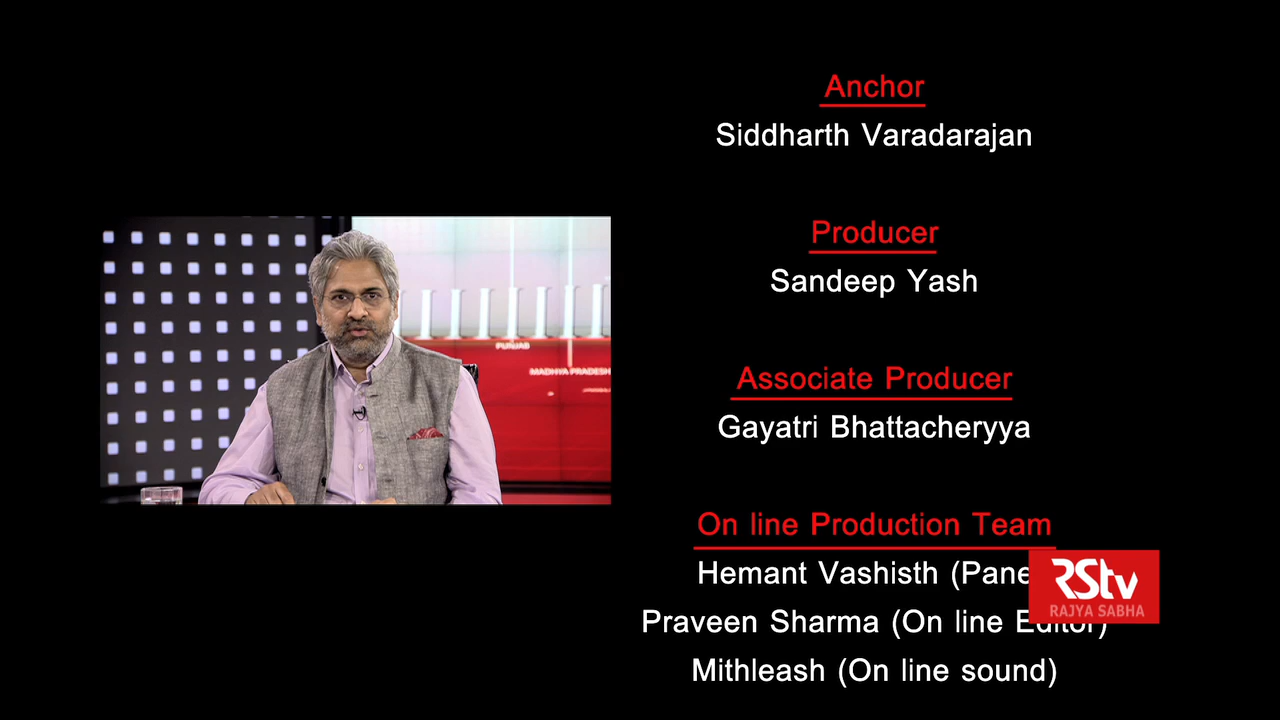 Anchor
Siddharth Varadarajan
Producer
Sandeep Yash
Associate Producer
Gayatri Bhattacheryya
On line Production Team
Hemant Vashisth
Praveen Sharma (On line Editor)
Mithleash (On line sound)
RSTV
RAJYA SABHA
PUNJAB
MADHYA PRADESH